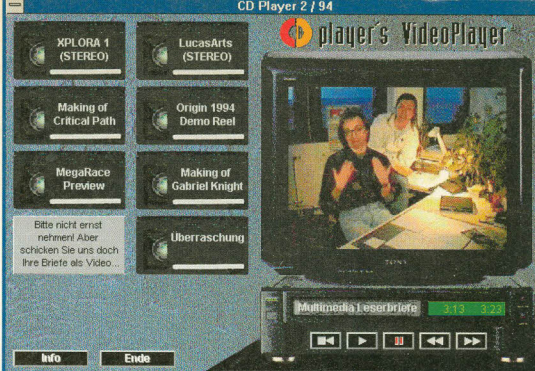 CD Player 2 / 94
player's VideoPlayer
XPLORA 1
(STEREO)
LucasArts
(STEREO)
Making of
Critical Path
Origin 1994
Demo Reel
MegaRace
Preview
Making of
Gabriel Knight
Bitte nicht ernst
nehmen! Aber
schicken Sie uns doch
Ihre Briefe als Video...
Überraschung
SONY
Multimedia Leserbriefe
3:13 3:23
Info
Ende